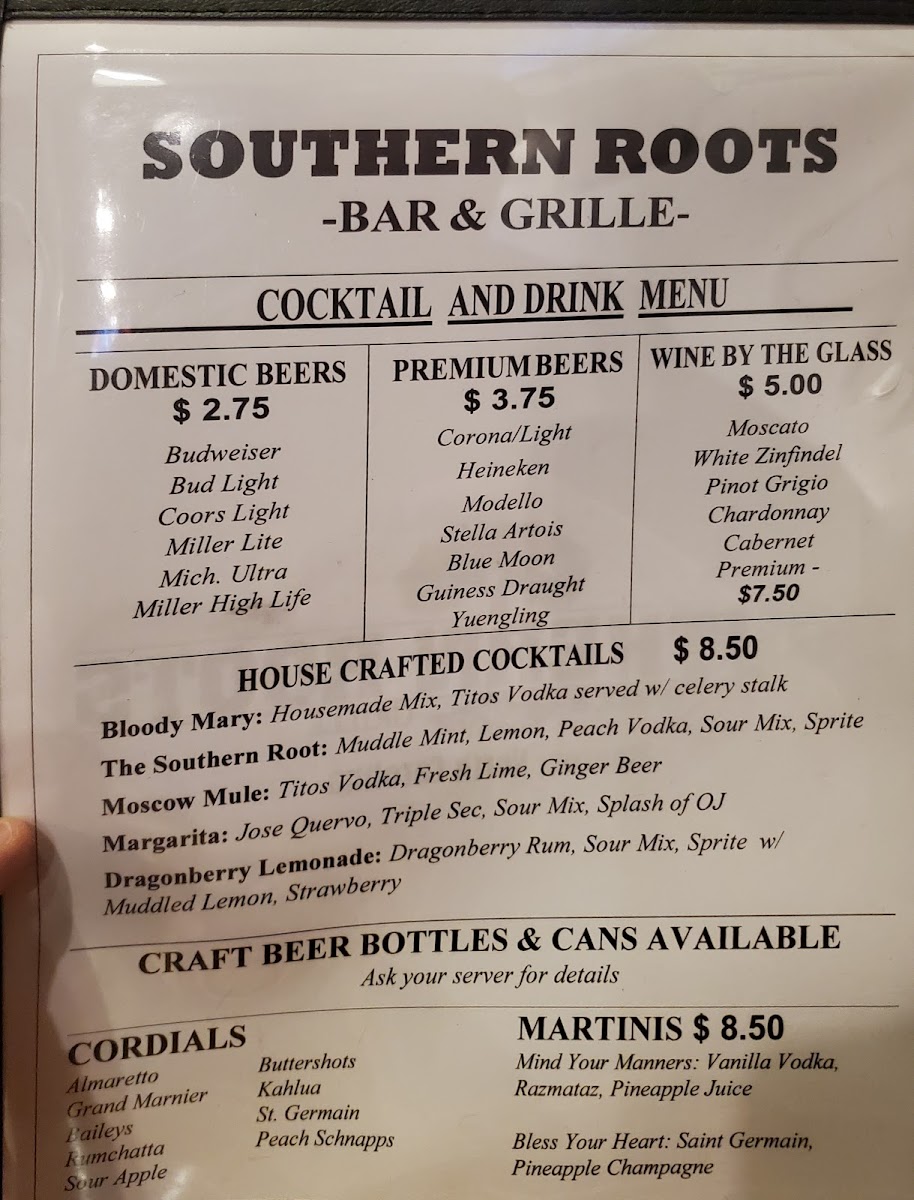 SOUTHERN ROOTS
-BAR & GRILLE-
COCKTAIL AND DRINK MENU
DOMESTIC BEERS
$ 2.75
Budweiser
Bud Light
Coors Light
Miller Lite
Mich. Ultra
Miller High Life
PREMIUM BEERS
$ 3.75
Corona/Light
Heineken
Modello
Stella Artois
Blue Moon
Guiness Draught
Yuengling
WINE BY THE GLASS
$ 5.00
Moscato
White Zinfindel
Pinot Grigio
Chardonnay
Cabernet
Premium -
$7.50
HOUSE CRAFTED COCKTAILS $ 8.50
Bloody Mary: Housemade Mix, Titos Vodka served w/ celery stalk
The Southern Root: Muddle Mint, Lemon, Peach Vodka, Sour Mix, Sprite
Moscow Mule: Titos Vodka, Fresh Lime, Ginger Beer
Margarita: Jose Quervo, Triple Sec, Sour Mix, Splash of OJ
Dragonberry Lemonade: Dragonberry Rum, Sour Mix, Sprite w/
Muddled Lemon, Strawberry
CRAFT BEER BOTTLES & CANS AVAILABLE
Ask your server for details
CORDIALS
Almaretto
Grand Marnier
Baileys
Rumchatta
Sour Apple
Buttershots
Kahlua
St. Germain
Peach Schnapps
MARTINIS $ 8.50
Mind Your Manners: Vanilla Vodka,
Razmataz, Pineapple Juice
Bless Your Heart: Saint Germain,
Pineapple Champagne